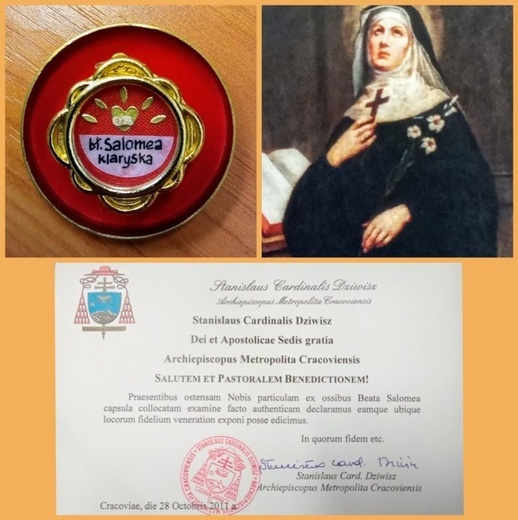 bł. Salomea
klaryska
Stanislaus Cardinalis Dziwisz
Archiepiscopus Metropolita Cracoviensis
Stanislaus Cardinalis Dziwisz
Dei et Apostolicae Sedis gratia
Archiepiscopus Metropolita Cracoviensis
SALUTEM ET PASTORALEM BENEDICTIONEM!
Praesentibus ostensam Nobis particulam ex ossibus Beata Salomea
capsula collocatam examine facto authenticam declaramus eamque ubique
locorum fidelium veneration exponi posse edicimus.
In quorum fidem etc.
Stanislaus Card. Dziwisz
Stanislaus Card. Dziwisz
Archiepiscopus Metropolita Cracoviensis
Cracoviae, die 28 Octobris 2011 a.